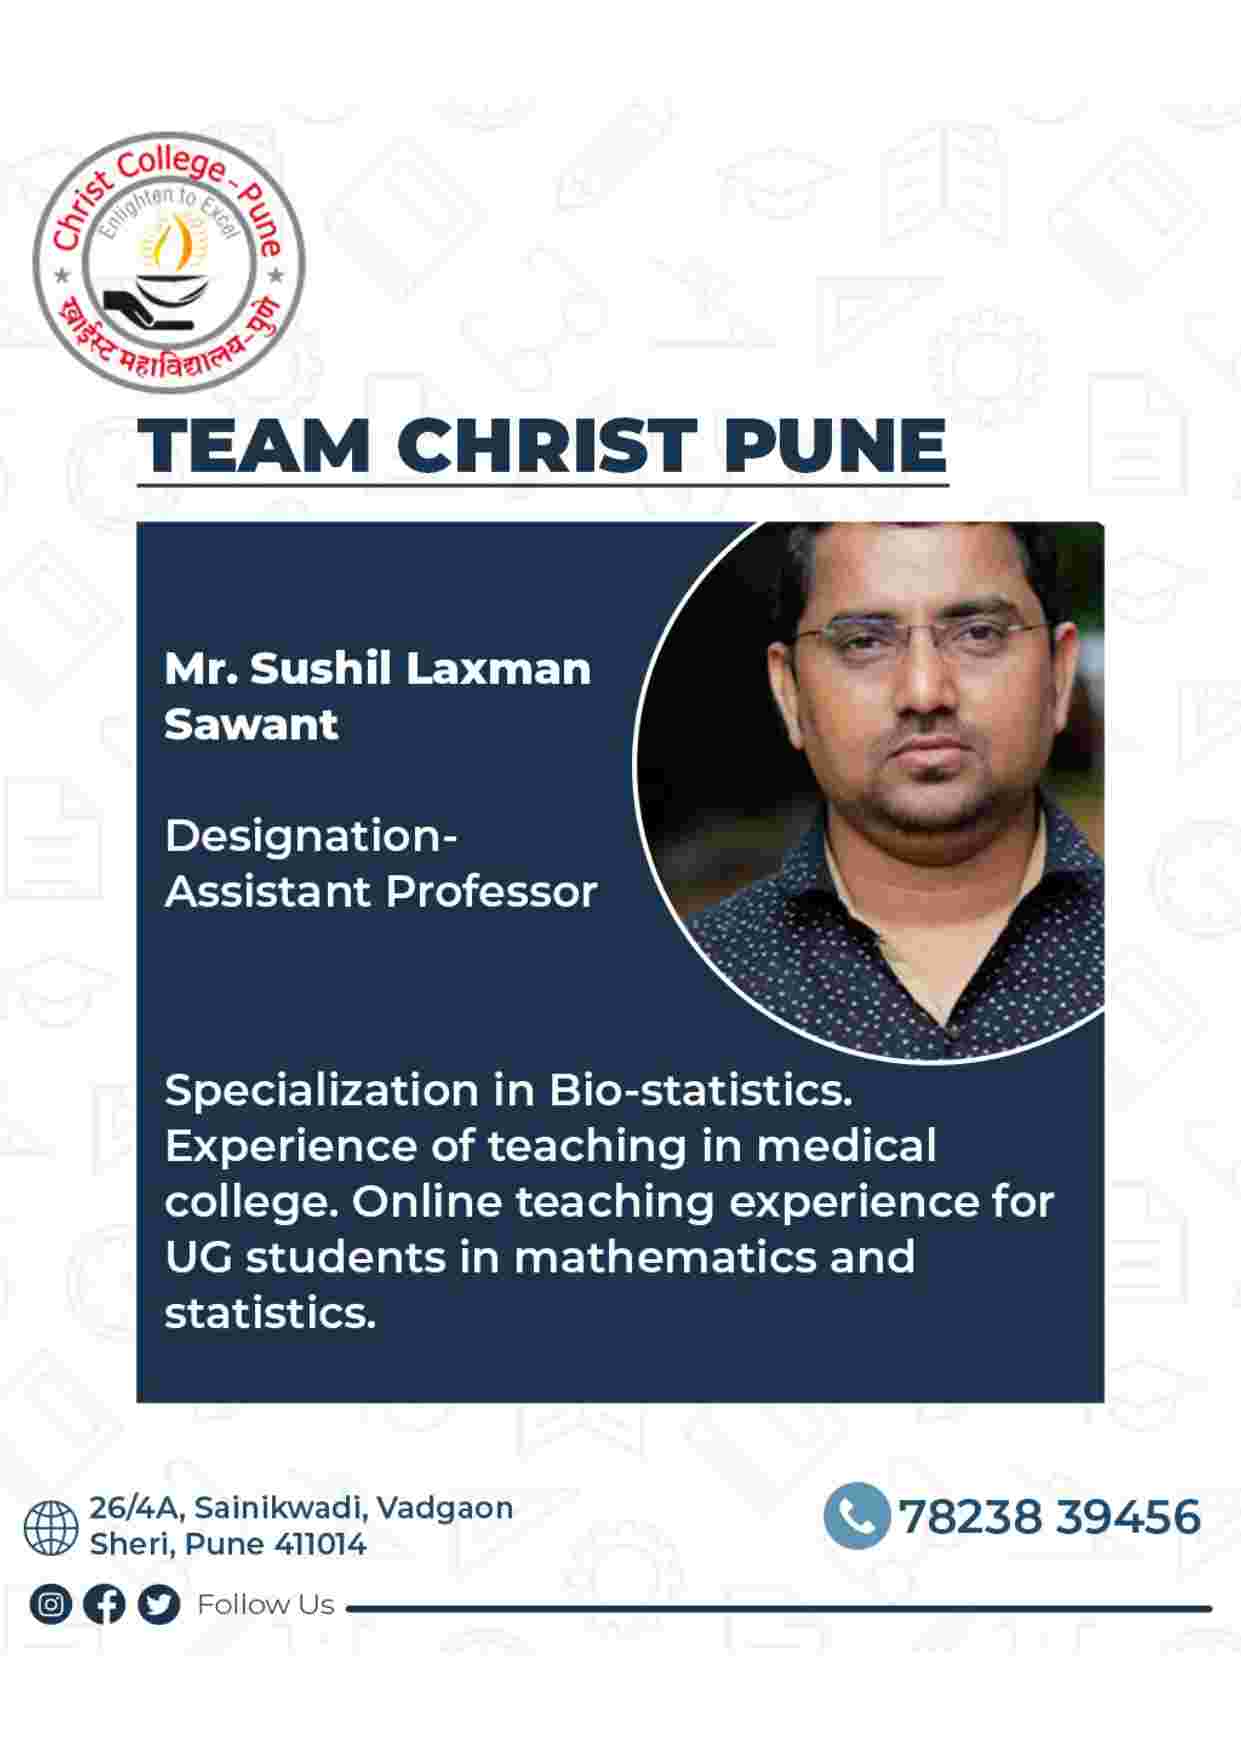 Christ College - Pune
Enlighten to Excel
ख्राईस्ट महाविद्यालय - पुणे
TEAM CHRIST PUNE
Mr. Sushil Laxman
Sawant
Designation-
Assistant Professor
Specialization in Bio-statistics.
Experience of teaching in medical
college. Online teaching experience for
UG students in mathematics and
statistics.
26/4A, Sainikwadi, Vadgaon
Sheri, Pune 411014
78238 39456
Follow Us